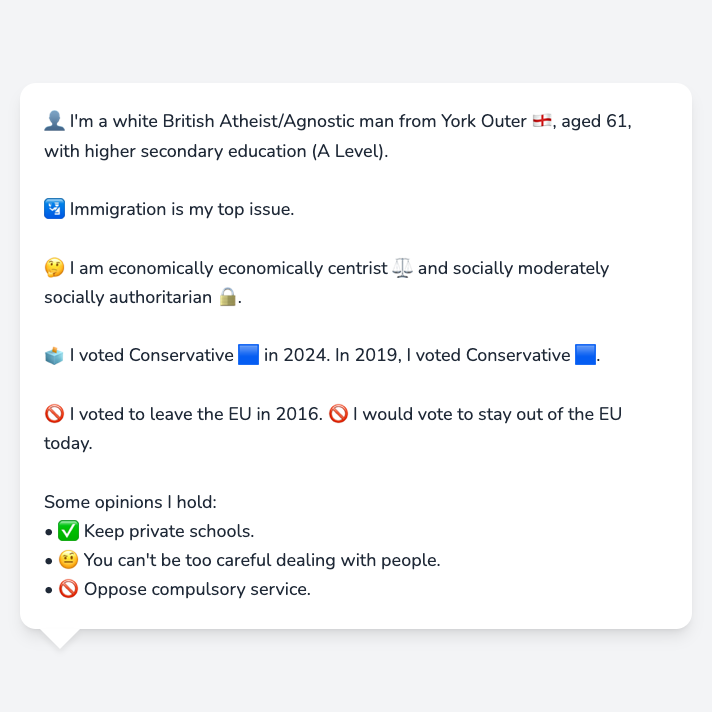 👤 I'm a white British Atheist/Agnostic man from York Outer 🏴󠁧󠁢󠁥󠁮󠁧󠁿, aged 61,
with higher secondary education (A Level).
🛂 Immigration is my top issue.
🤔 I am economically economically centrist ⚖️ and socially moderately
socially authoritarian 🔒.
🗳️ I voted Conservative 🟦 in 2024. In 2019, I voted Conservative 🟦.
🚫 I voted to leave the EU in 2016. 🚫 I would vote to stay out of the EU
today.
Some opinions I hold:
• ✅ Keep private schools.
• 🤨 You can't be too careful dealing with people.
• 🚫 Oppose compulsory service.